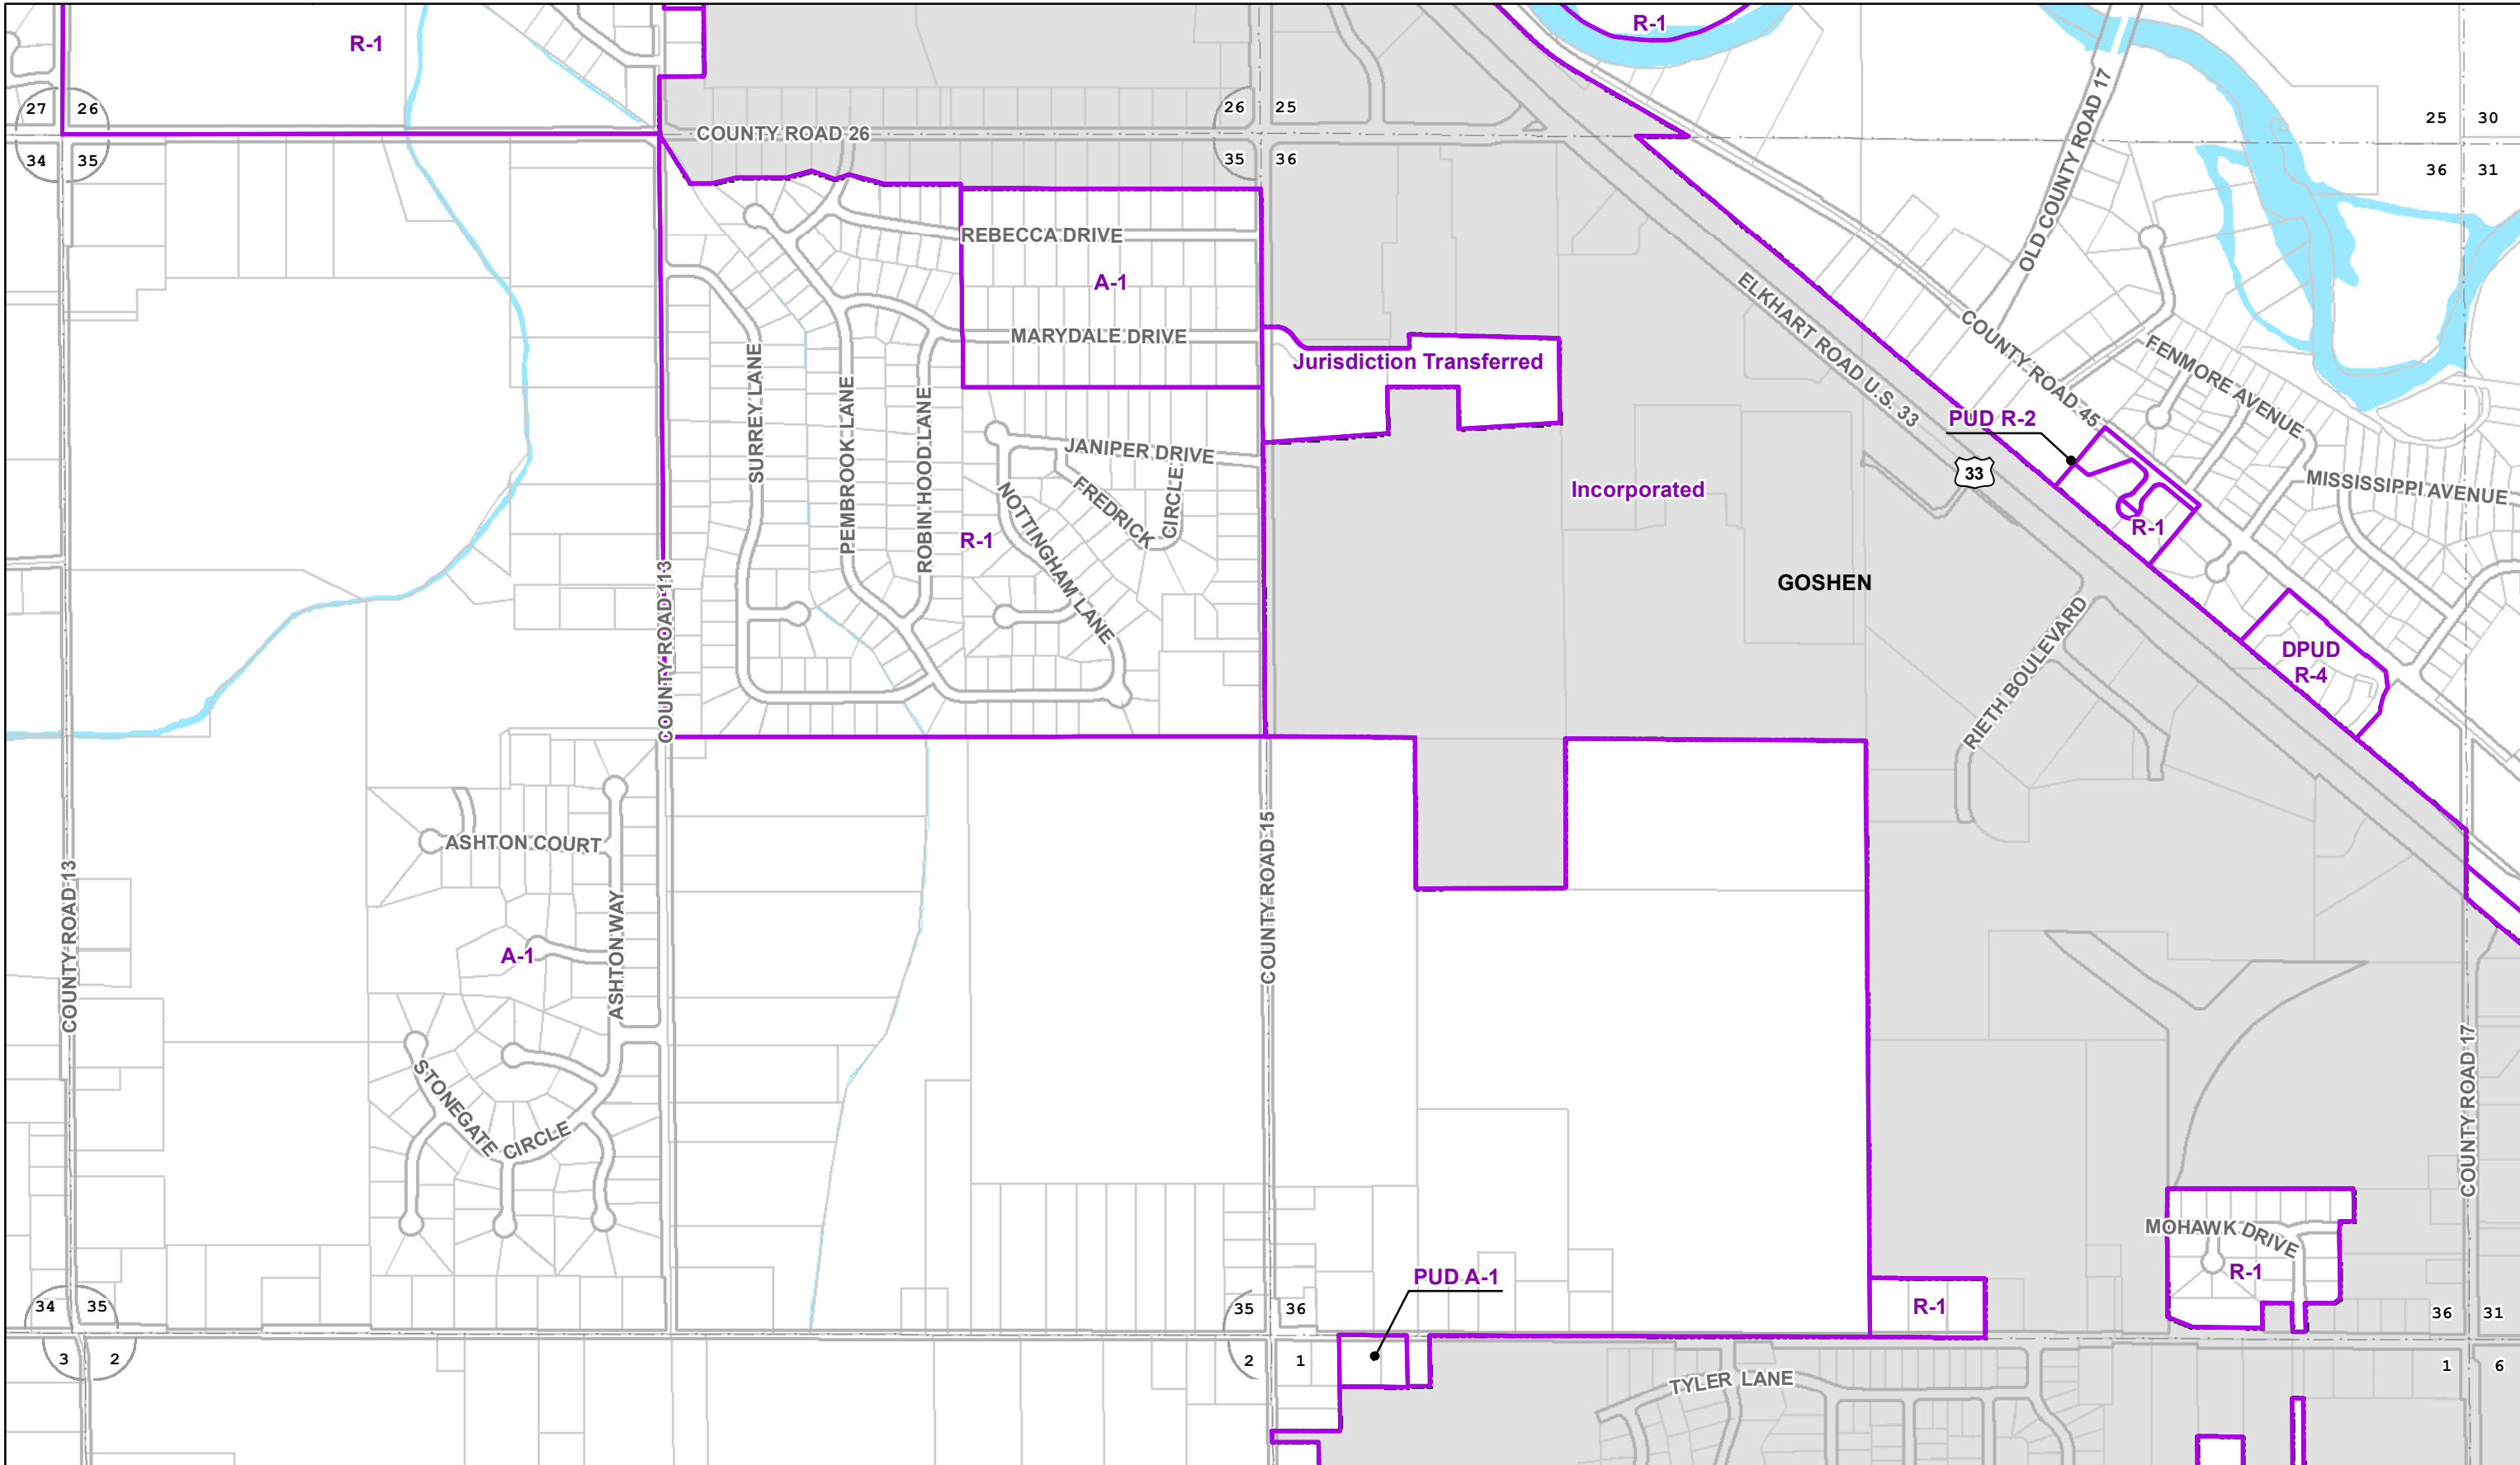 R-1
R-1
27
26
26
25
25
30
34
35
35
36
36
31
COUNTY ROAD 26
OLD COUNTY ROAD 17
REBECCA DRIVE
A-1
MARYDALE DRIVE
Jurisdiction Transferred
ELKHART ROAD U.S. 33
COUNTY ROAD 45
FENMORE AVENUE
SURREY LANE
PEMBROOK LANE
ROBIN HOOD LANE
JANIPER DRIVE
PUD R-2
33
MISSISSIPPI AVENUE
Incorporated
NOTTINGHAM LANE
FREDRICK
CIRCLE
R-1
R-1
GOSHEN
COUNTY ROAD 113
DPUD
R-4
RIETH BOULEVARD
ASHTON COURT
COUNTY ROAD 13
ASHTON WAY
COUNTY ROAD 15
A-1
STONEGATE
CIRCLE
COUNTY ROAD 17
MOHAWK DRIVE
R-1
PUD A-1
R-1
34
35
35
36
36
31
3
2
2
1
1
6
TYLER LANE